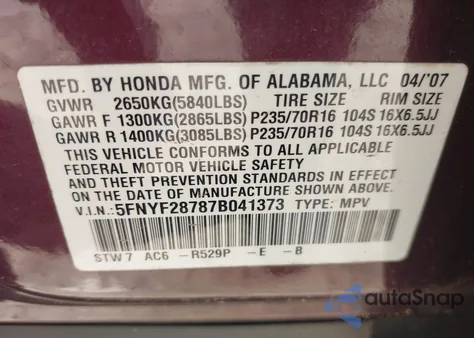 MFD. BY HONDA MFG. OF ALABAMA, LLC 04/'07
GVWR 2650KG(5840LBS) TIRE SIZE RIM SIZE
GAWR F 1300KG(2865LBS) P235/70R16 104S 16X6.5JJ
GAWR R 1400KG(3085LBS) P235/70R16 104S 16X6.5JJ
THIS VEHICLE CONFORMS TO ALL APPLICABLE
FEDERAL MOTOR VEHICLE SAFETY
AND THEFT PREVENTION STANDARDS IN EFFECT
ON THE DATE OF MANUFACTURE SHOWN ABOVE.
V.I.N.: 5FNYF28787B041373 TYPE: MPV
STW7 AC6 -R529P -E -B
autoSnap